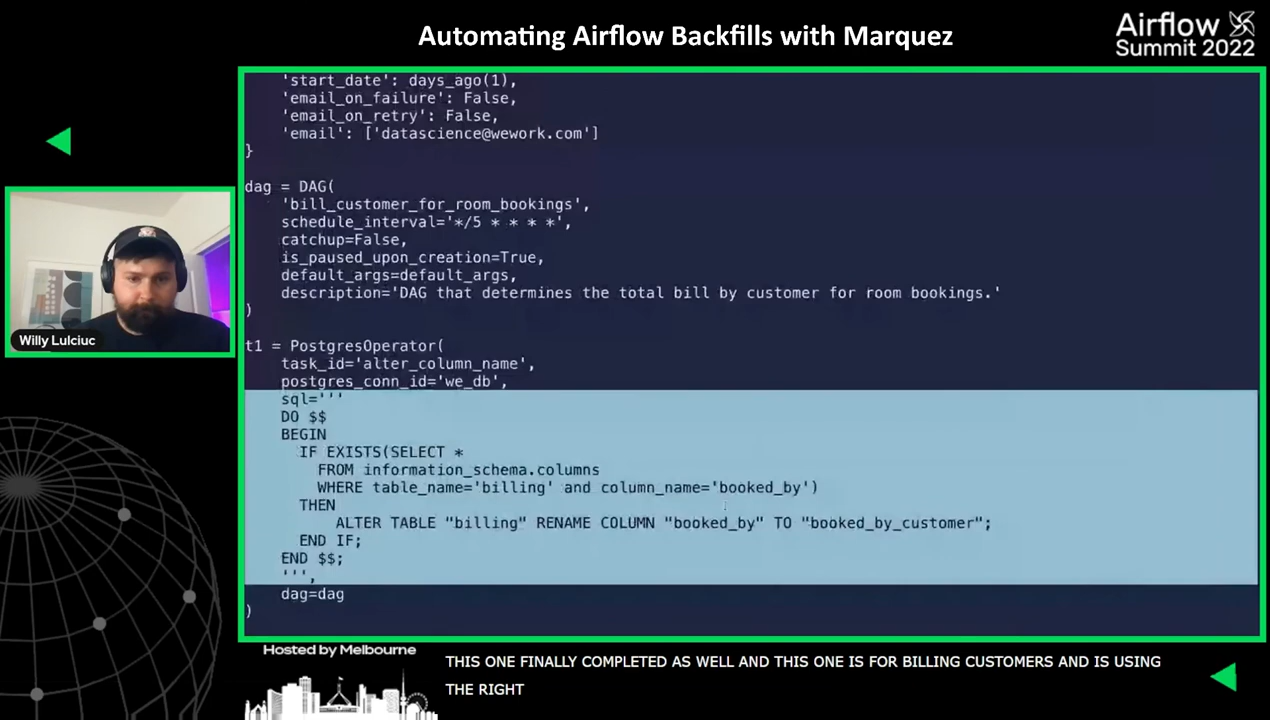 Automating Airflow Backfills with Marquez
Airflow
Summit 2022
'start_date': days_ago(1),
'email_on_failure': False,
'email_on_retry': False,
'email': ['datascience@wework.com']
}
dag = DAG(
'bill_customer_for_room_bookings',
schedule_interval='*/5 * * * *',
catchup=False,
is_paused_upon_creation=True,
default_args=default_args,
description='DAG that determines the total bill by customer for room bookings.'
)
t1 = PostgresOperator(
task_id='alter_column_name',
postgres_conn_id='we_db',
sql='''
DO $$
BEGIN
IF EXISTS(SELECT *
FROM information_schema.columns
WHERE table_name='billing' and column_name='booked_by')
THEN
ALTER TABLE "billing" RENAME COLUMN "booked_by" TO "booked_by_customer";
END IF;
END $$;
''',
dag=dag
)
Willy Lulciuc
Hosted by Melbourne
THIS ONE FINALLY COMPLETED AS WELL AND THIS ONE IS FOR BILLING CUSTOMERS AND IS USING
THE RIGHT